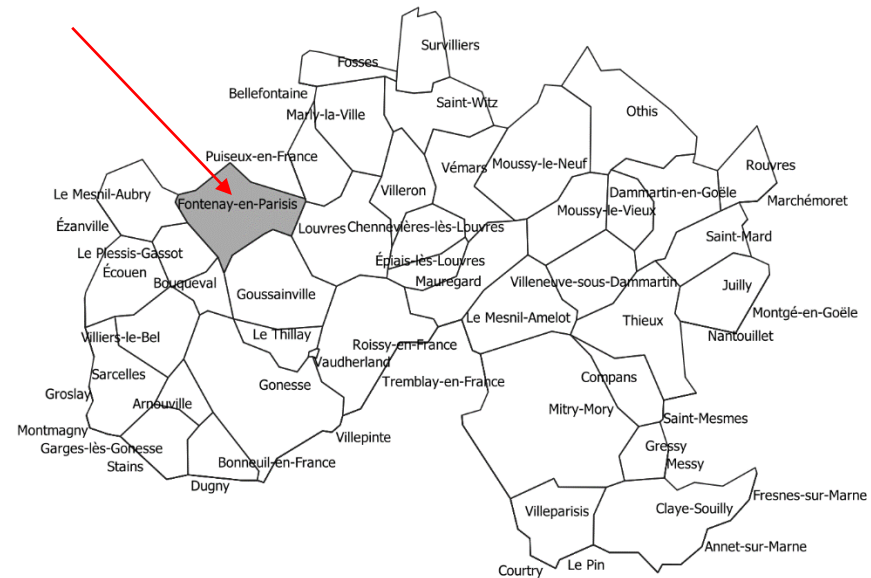 Survilliers
Fosses
Bellefontaine
Saint-Witz
Marly-la-Ville
Othis
Puiseux-en-France
Vémars
Moussy-le-Neuf
Rouvres
Le Mesnil-Aubry
Villeron
Dammartin-en-Goële
Marchémoret
Fontenay-en-Parisis
Moussy-le-Vieux
Ézanville
Louvres
Chennevières-lès-Louvres
Saint-Mard
Le Plessis-Gassot
Épiais-lès-Louvres
Écouen
Bouqueval
Mauregard
Villeneuve-sous-Dammartin
Juilly
Goussainville
Le Mesnil-Amelot
Thieux
Montgé-en-Goële
Villiers-le-Bel
Le Thillay
Nantouillet
Roissy-en-France
Vaudherland
Sarcelles
Gonesse
Tremblay-en-France
Compans
Groslay
Arnouville
Mitry-Mory
Saint-Mesmes
Montmagny
Villepinte
Garges-lès-Gonesse
Gressy
Stains
Bonneuil-en-France
Messy
Dugny
Fresnes-sur-Marne
Villeparisis
Claye-Souilly
Annet-sur-Marne
Courtry
Le Pin